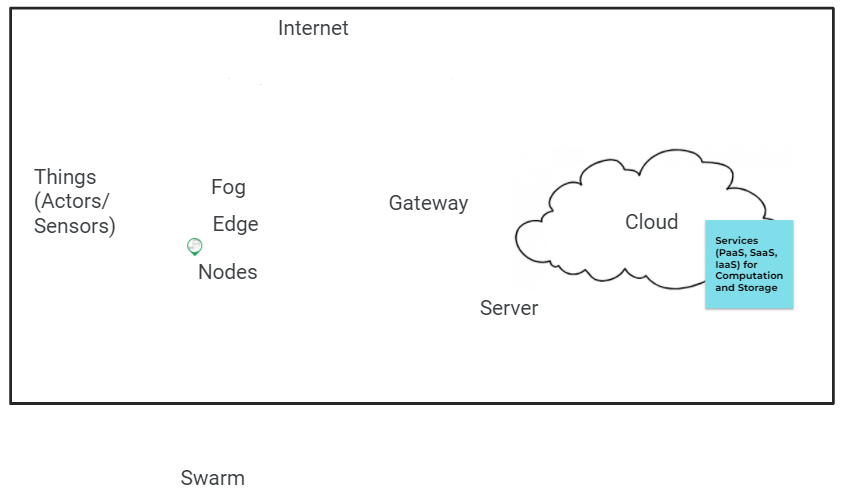 Internet
Things
(Actors/
Sensors)
Fog
Edge
Nodes
Gateway
Cloud
Services
(PaaS, SaaS,
IaaS) for
Computation
and Storage
Server
Swarm